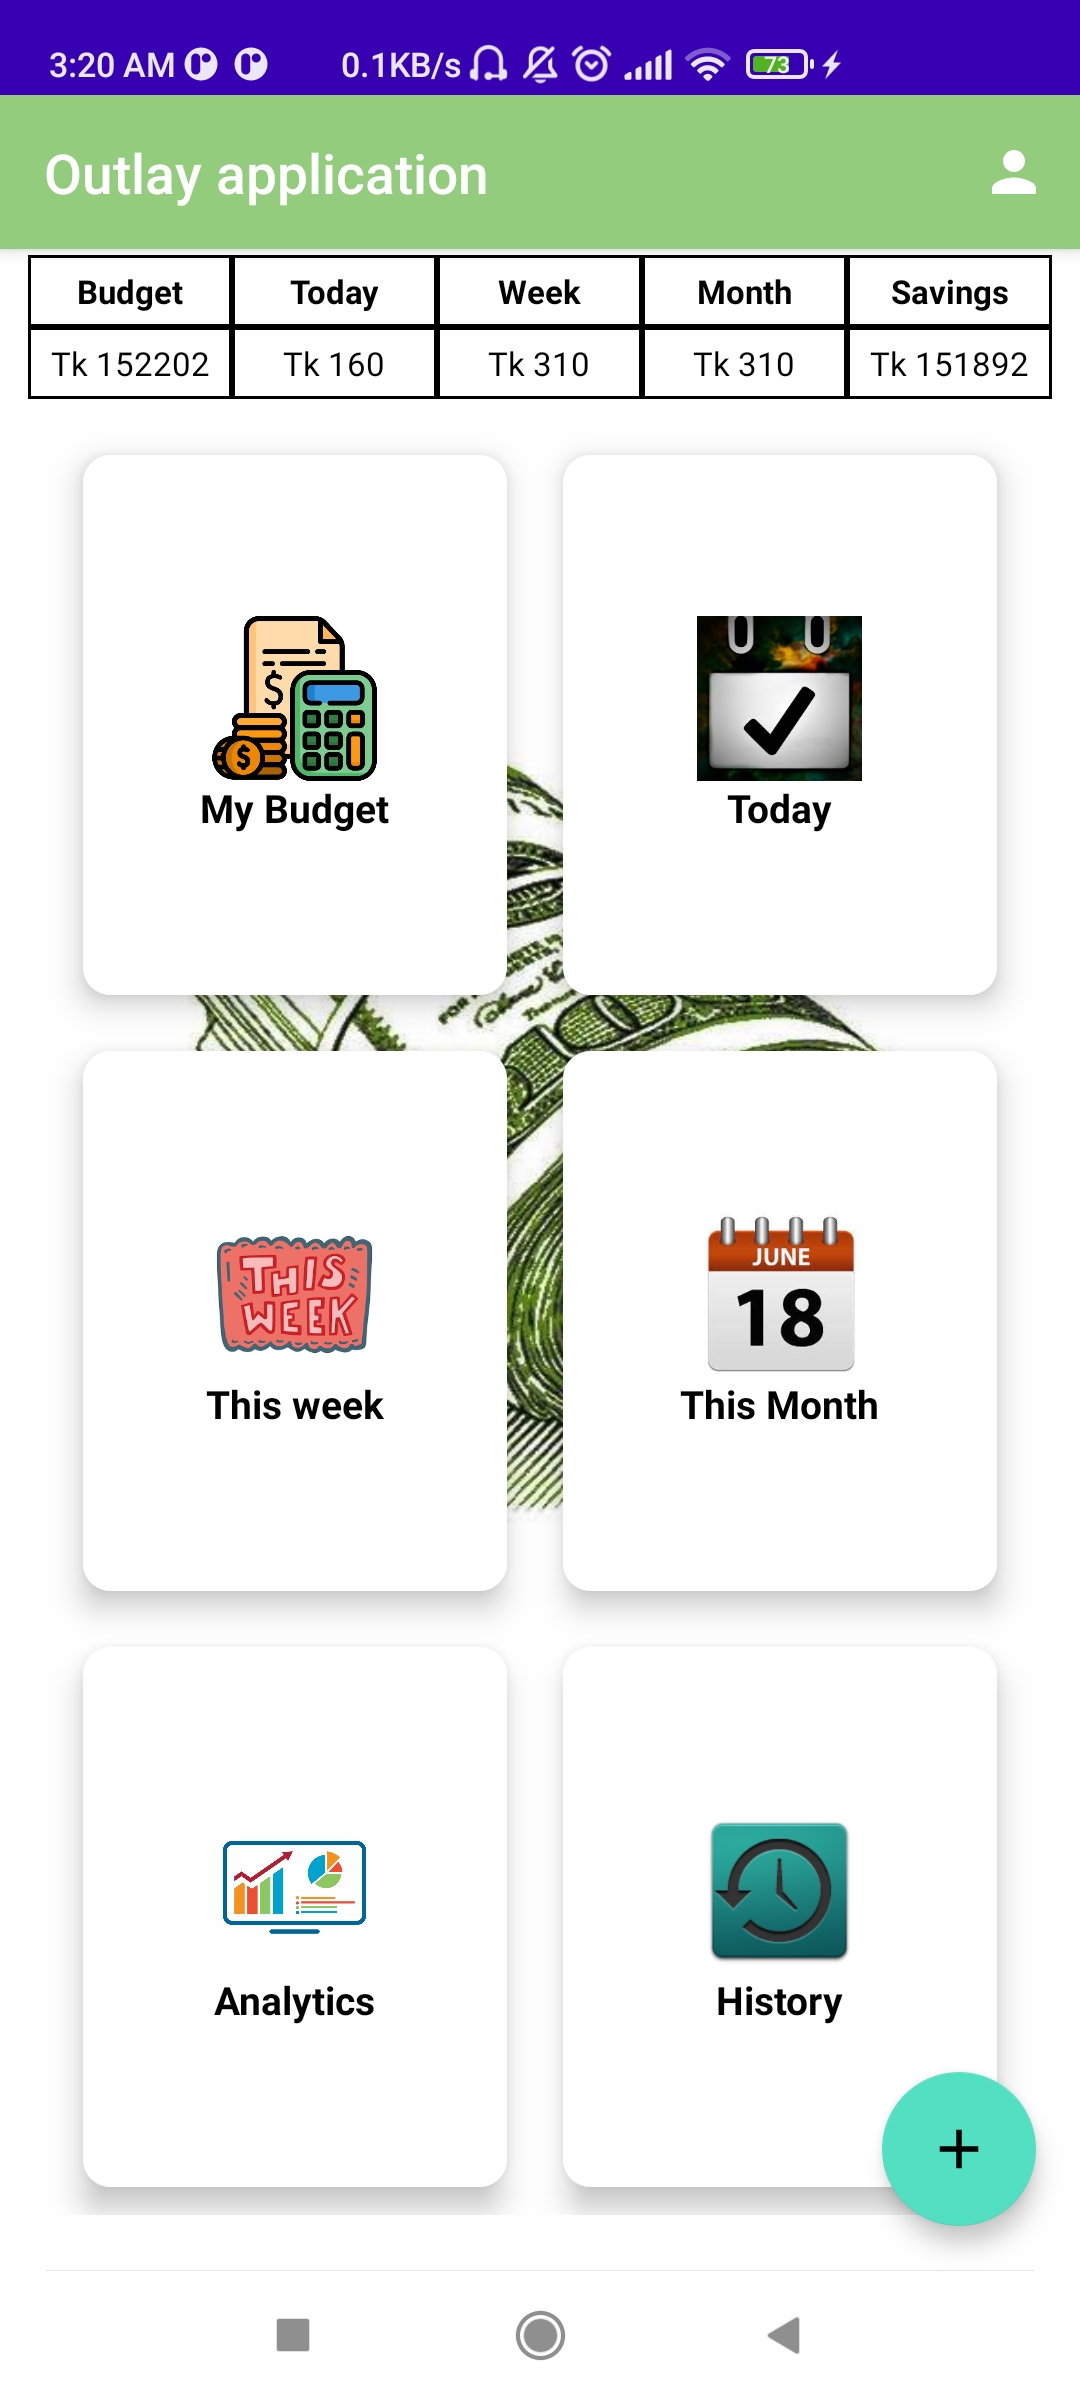 3:20 AM 0.1KB/s 73
Outlay application
Budget Today Week Month Savings
Tk 152202 Tk 160 Tk 310 Tk 310 Tk 151892
$
$
My Budget
Today
FOR
THIS
WEEK
JUNE
18
This week
This Month
Analytics
History
+